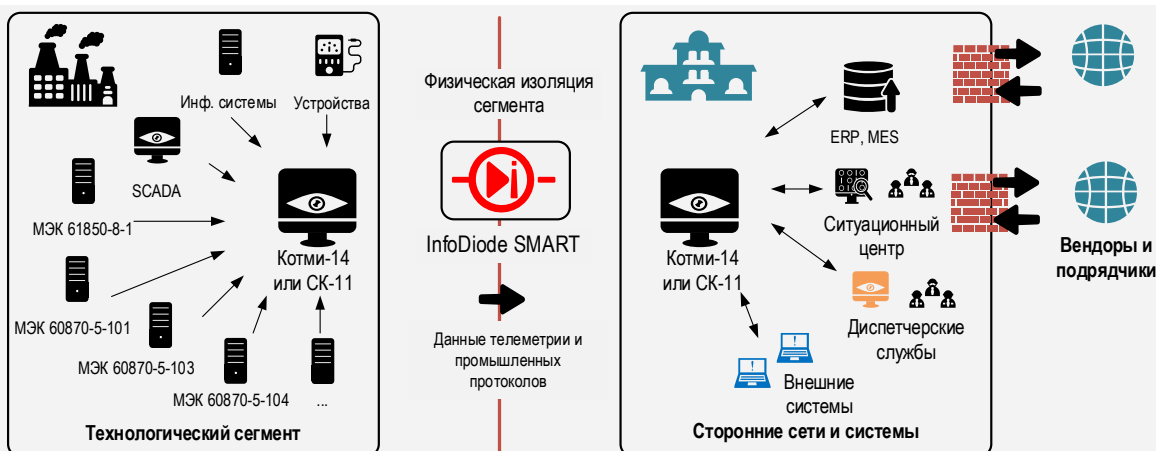 Инф. системы
Устройства
SCADA
МЭК 61850-8-1
МЭК 60870-5-101
МЭК 60870-5-103
МЭК 60870-5-104
...
Котми-14
или СК-11
Технологический сегмент
Физическая изоляция
сегмента
InfoDiode SMART
Данные телеметрии и
промышленных
протоколов
ERP, MES
Котми-14
или СК-11
Ситуационный
центр
Диспетчерские
службы
Внешние
системы
Сторонние сети и системы
Вендоры и
подрядчики